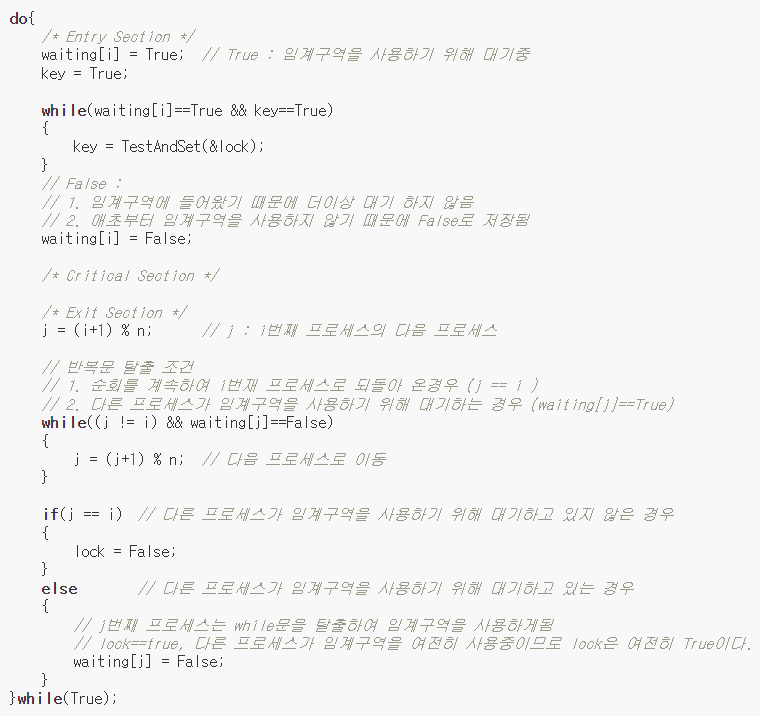 do{
    /* Entry Section */
    waiting[i] = True;  // True : 임계구역을 사용하기 위해 대기중
    key = True;

    while(waiting[i]==True && key==True)
    {
        key = TestAndSet(&lock);
    }
    // False :
    // 1. 임계구역에 들어왔기 때문에 더이상 대기 하지 않음
    // 2. 애초부터 임계구역을 사용하지 않기 때문에 False로 저장됨
    waiting[i] = False;

    /* Critical Section */

    /* Exit Section */
    j = (i+1) % n;      // j : i번째 프로세스의 다음 프로세스

    // 반복문 탈출 조건
    // 1. 순회를 계속하여 i번재 프로세스로 되돌아 온경우 (j == i )
    // 2. 다른 프로세스가 임계구역을 사용하기 위해 대기하는 경우 (waiting[j]==True)
    while((j != i) && waiting[j]==False)
    {
        j = (j+1) % n;  // 다음 프로세스로 이동
    }

    if(j == i)  // 다른 프로세스가 임계구역을 사용하기 위해 대기하고 있지 않은 경우
    {
        lock = False;
    }
    else        // 다른 프로세스가 임계구역을 사용하기 위해 대기하고 있는 경우
    {
        // j번째 프로세스는 while문을 탈출하여 임계구역을 사용하게됨
        // lock==true, 다른 프로세스가 임계구역을 여전히 사용중이므로 lock은 여전히 True이다.
        waiting[j] = False;
    }
}while(True);